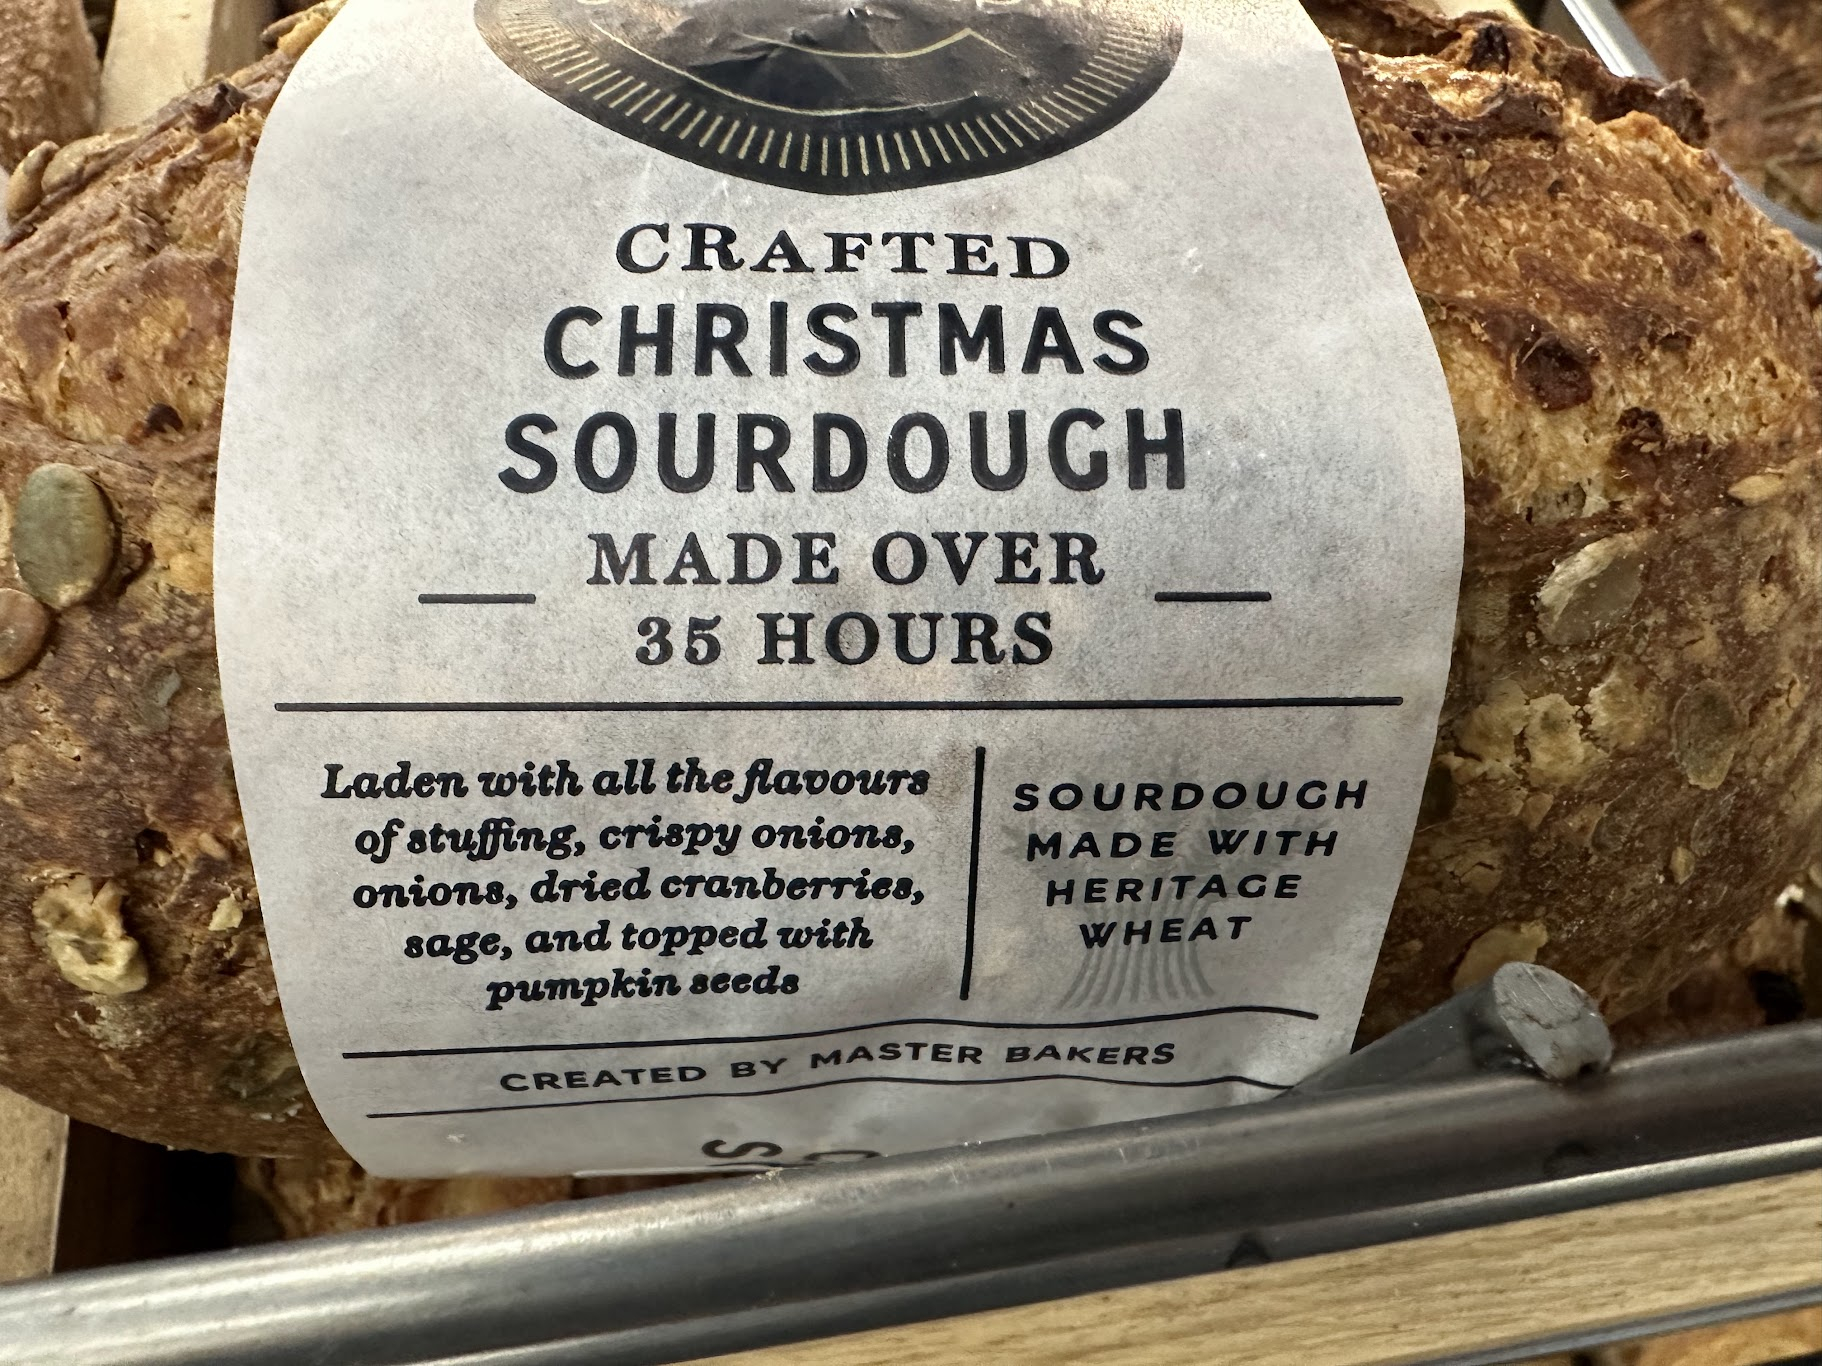 CRAFTED
CHRISTMAS
SOURDOUGH
MADE OVER
35 HOURS
Laden with all the flavours
of stuffing, crispy onions,
onions, dried cranberries,
sage, and topped with
pumpkin seeds
SOURDOUGH
MADE WITH
HERITAGE
WHEAT
CREATED BY MASTER BAKERS